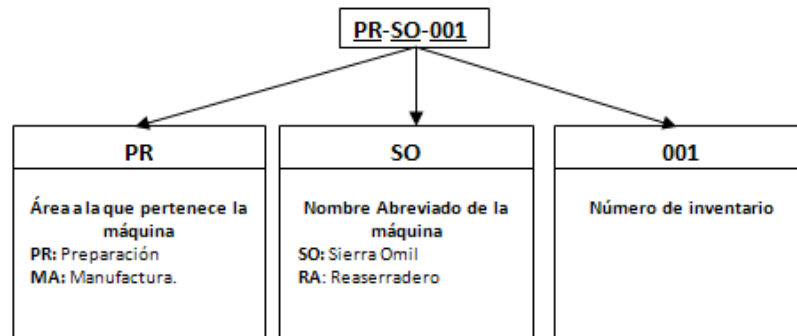 PR-SO-001
PR
Área a la que pertenece la
máquina
PR: Preparación
MA: Manufactura.
SO
Nombre Abreviado de la
máquina
SO: Sierra Omil
RA: Reaserradero
001
Número de inventario